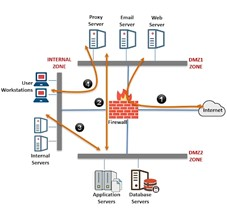 Proxy
Server
Email
Server
Web
Server
INTERNAL
ZONE
DMZ1
ZONE
4
User
Workstations
2
1
Internet
Firewall
3
Internal
Servers
DMZ2
ZONE
Application
Servers
Database
Servers